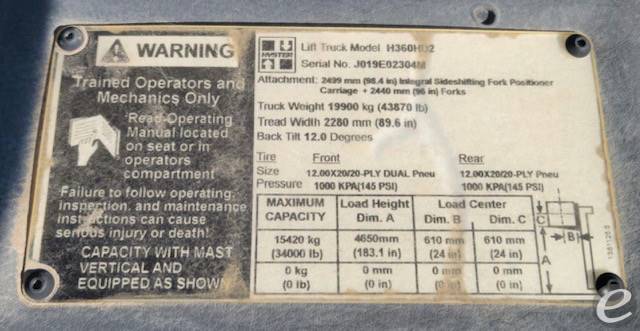 WARNING
Trained Operators and
Mechanics Only
Read Operating
Manual located
on seat or in
operators
compartment
Failure to follow operating,
inspection, and maintenance
instructions can cause
serious injury or death!
CAPACITY WITH MAST
VERTICAL AND
EQUIPPED AS SHOWN
HYSTER
Lift Truck Model H360HD2
Serial No. J019E02304M
Attachment: 2499 mm (98.4 in) Integral Sideshifting Fork Positioner
Carriage + 2440 mm (96 in) Forks
Truck Weight 19900 kg (43870 lb)
Tread Width 2280 mm (89.6 in)
Back Tilt 12.0 Degrees
Tire Front Rear
Size 12.00X20/20-PLY DUAL Pneu 12.00X20/20-PLY Pneu
Pressure 1000 KPA(145 PSI) 1000 KPA(145 PSI)
MAXIMUM CAPACITY Load Height Dim. A Load Center Dim. B Dim. C
15420 kg 4650mm 610 mm 610 mm
(34000 lb) (183.1 in) (24 in) (24 in)
0 kg 0 mm 0 mm 0 mm
(0 lb) (0 in) (0 in) (0 in)
C
B
A
e